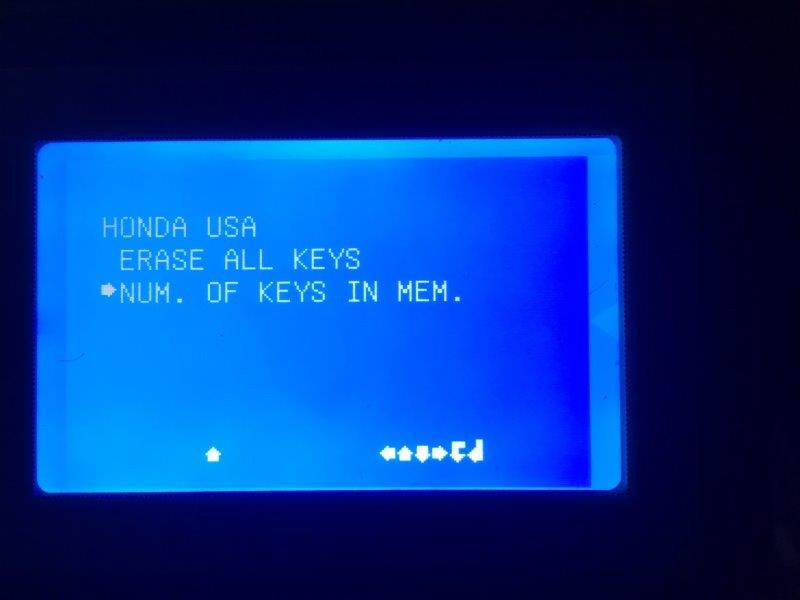 HONDA USA
ERASE ALL KEYS
NUM. OF KEYS IN MEM.